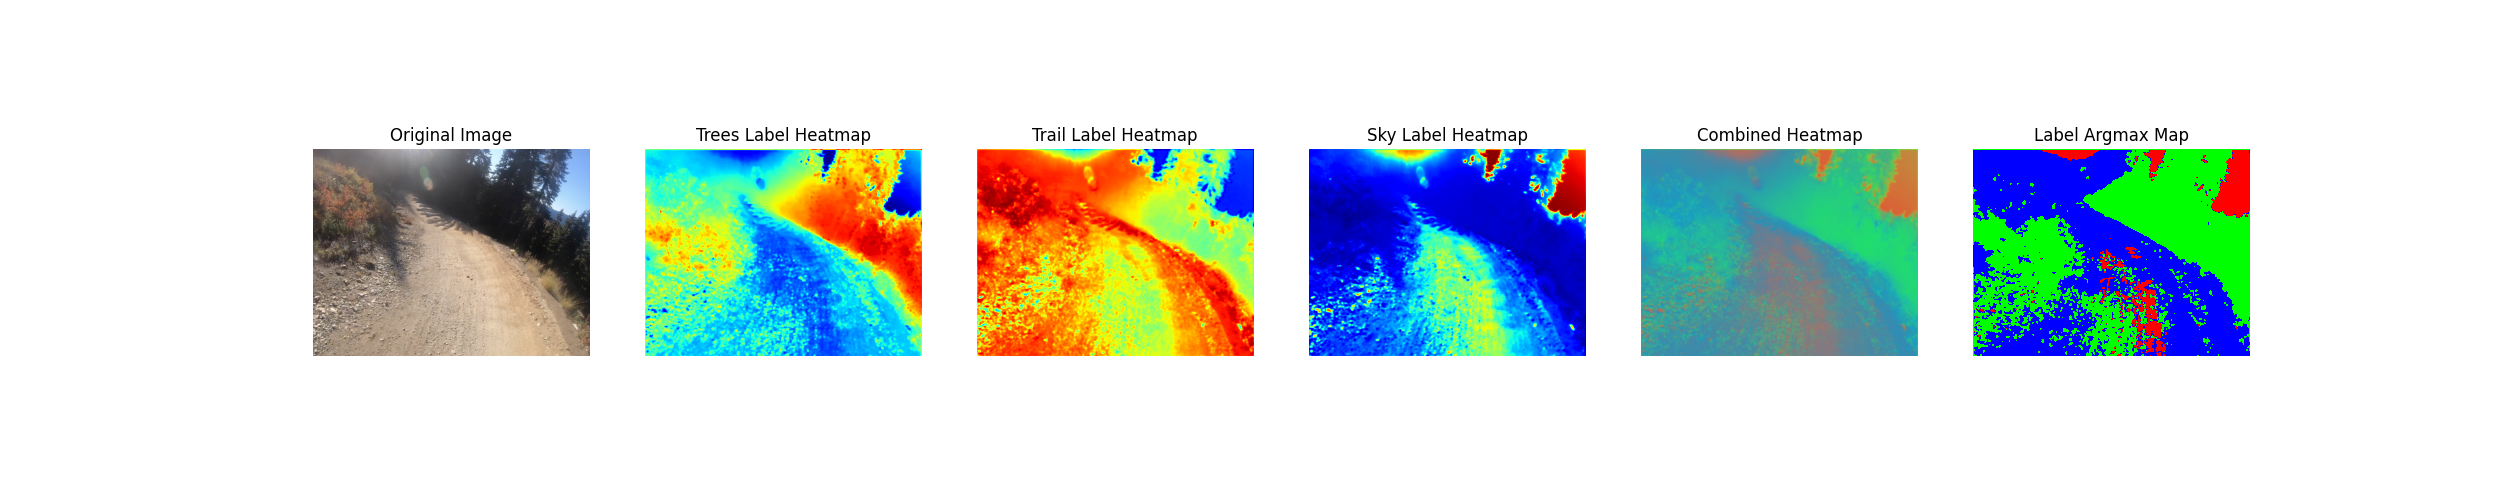 Original Image
Trees Label Heatmap
Trail Label Heatmap
Sky Label Heatmap
Combined Heatmap
Label Argmax Map